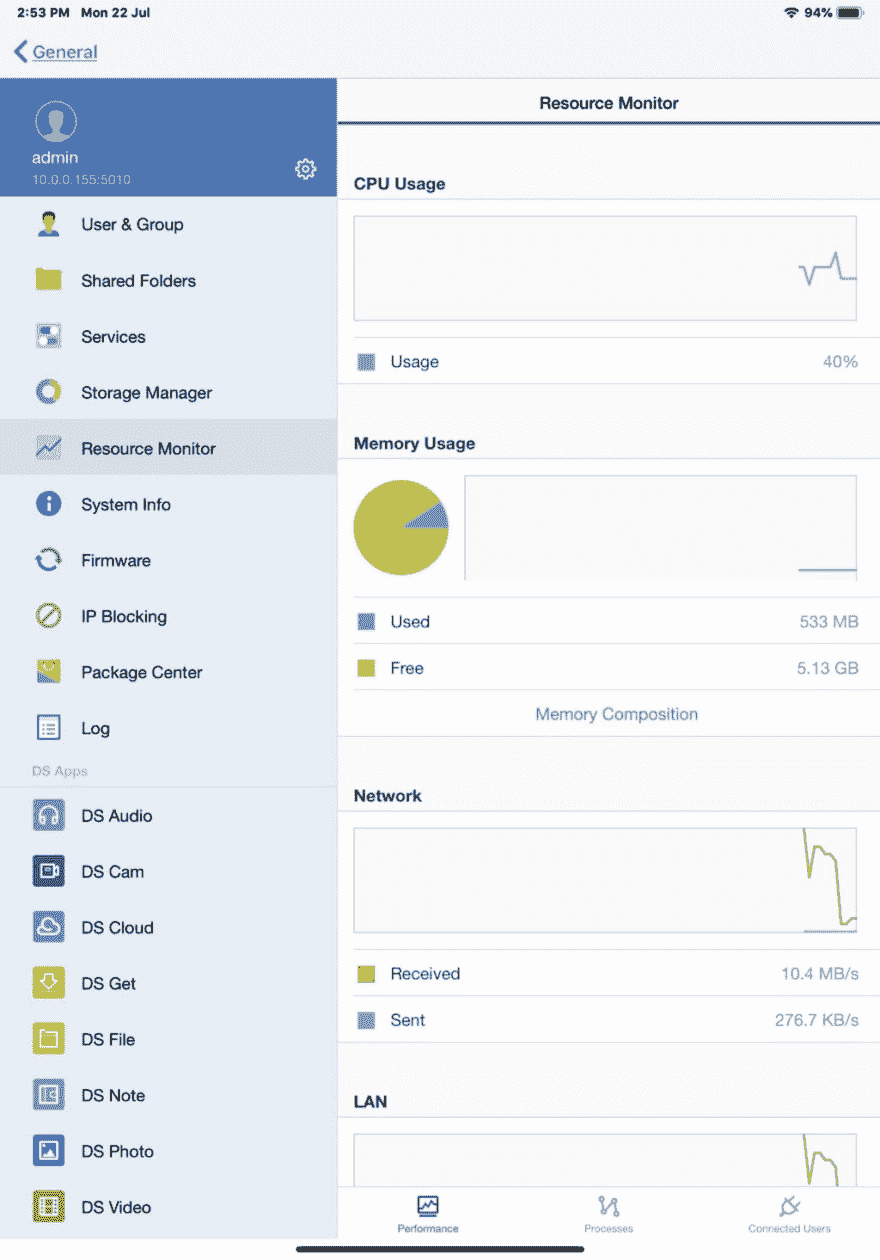 2:53 PM Mon 22 Jul
94%
General
admin
10.0.0.155:5010
User & Group
Shared Folders
Services
Storage Manager
Resource Monitor
System Info
Firmware
IP Blocking
Package Center
Log
DS Apps
DS Audio
DS Cam
DS Cloud
DS Get
DS File
DS Note
DS Photo
DS Video
Resource Monitor
CPU Usage
Usage 40%
Memory Usage
Used 533 MB
Free 5.13 GB
Memory Composition
Network
Received 10.4 MB/s
Sent 276.7 KB/s
LAN
Performance
Processes
Connected Users